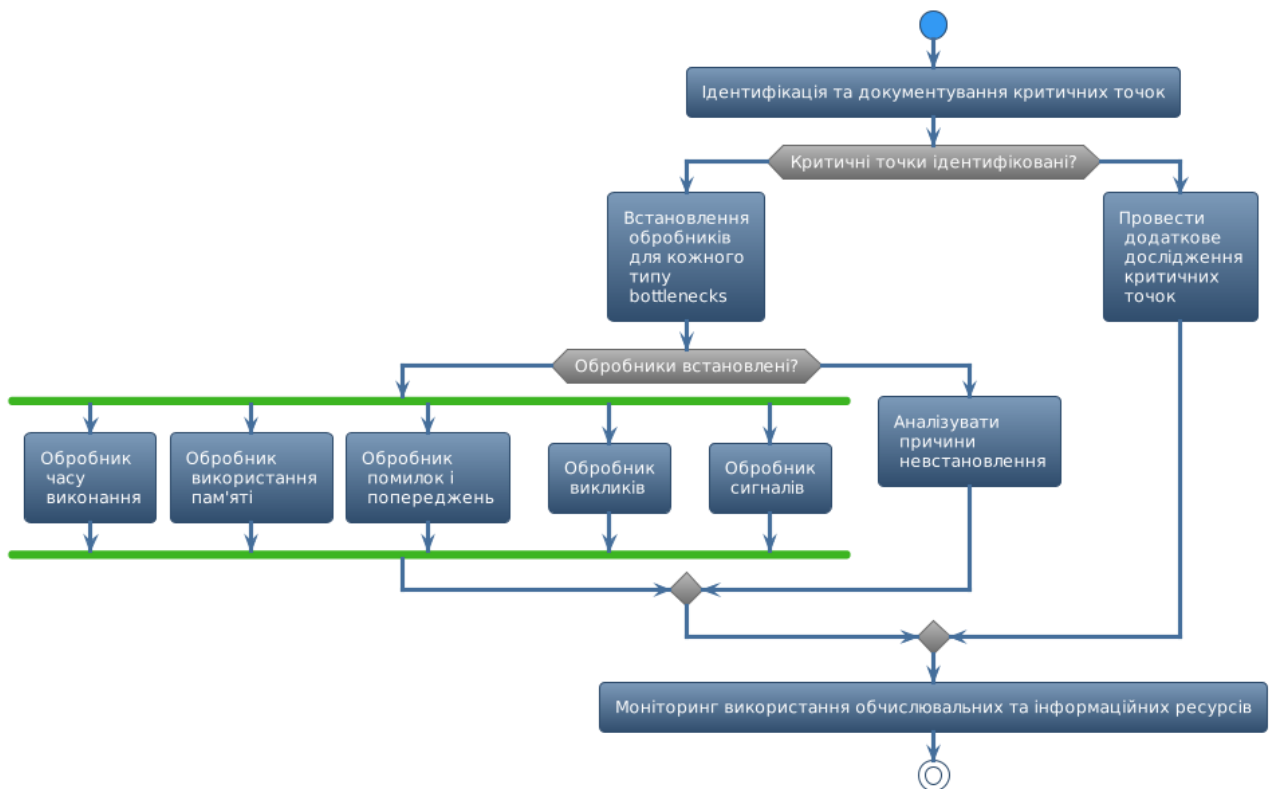 Ідентифікація та документування критичних точок
Критичні точки ідентифіковані?
Встановлення
обробників
для кожного
типу
bottlenecks
Провести
додаткове
дослідження
критичних
точок
Обробники встановлені?
Обробник
часу
виконання
Обробник
використання
пам'яті
Обробник
помилок і
попереджень
Обробник
викликів
Обробник
сигналів
Аналізувати
причини
невстановлення
Моніторинг використання обчислювальних та інформаційних ресурсів